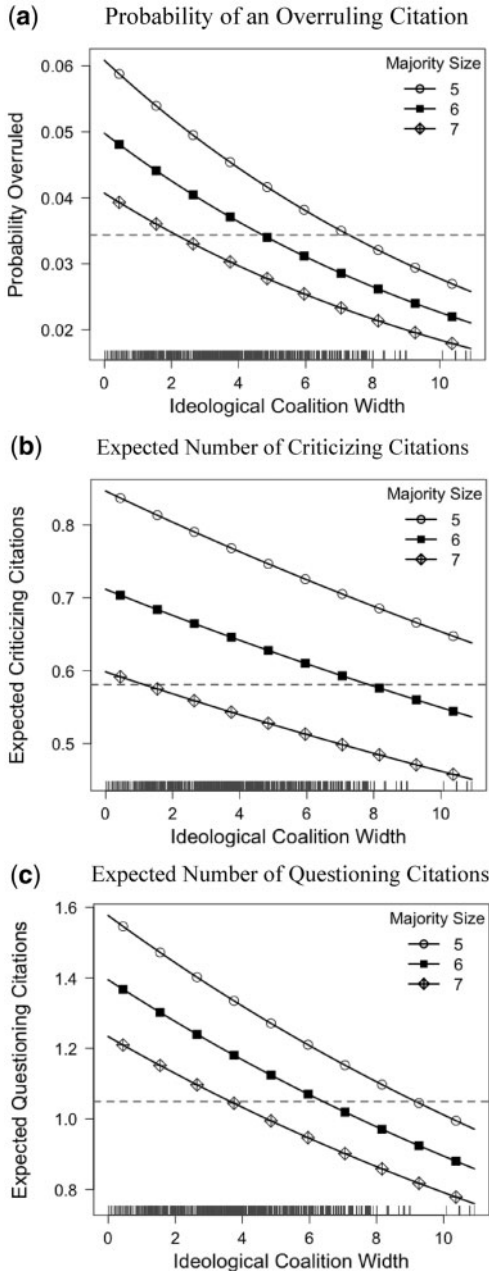 (a) Probability of an Overruling Citation
Majority Size
5
6
7
Probability Overruled
0.06
0.05
0.04
0.03
0.02
0 2 4 6 8 10
Ideological Coalition Width
(b) Expected Number of Criticizing Citations
Majority Size
5
6
7
Expected Criticizing Citations
0.8
0.7
0.6
0.5
0 2 4 6 8 10
Ideological Coalition Width
(c) Expected Number of Questioning Citations
Majority Size
5
6
7
Expected Questioning Citations
1.6
1.4
1.2
1.0
0.8
0 2 4 6 8 10
Ideological Coalition Width